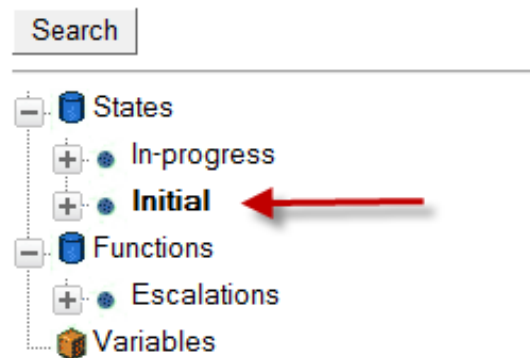 Search
States
In-progress
Initial
Functions
Escalations
Variables